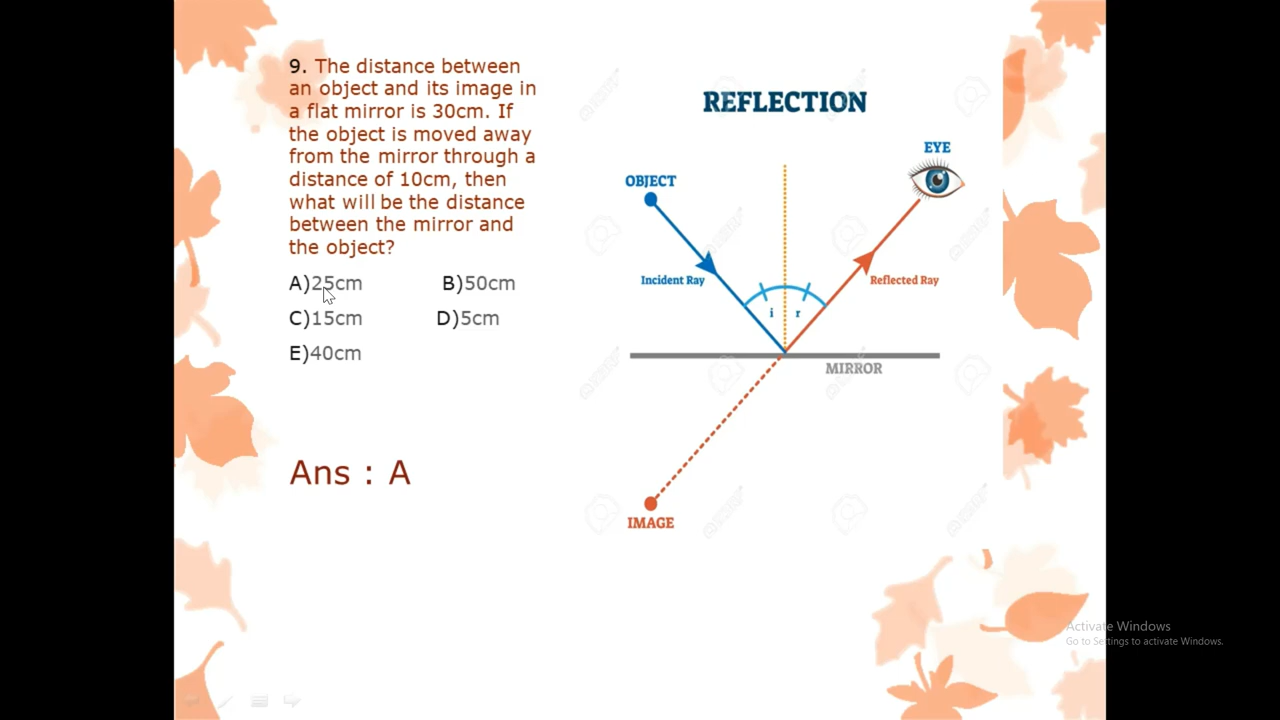 9. The distance between
an object and its image in
a flat mirror is 30cm. If
the object is moved away
from the mirror through a
distance of 10cm, then
what will be the distance
between the mirror and
the object?
A)25cm B)50cm
C)15cm D)5cm
E)40cm
Ans : A
REFLECTION
EYE
OBJECT
Incident Ray
Reflected Ray
i r
MIRROR
IMAGE
Activate Windows
Go to Settings to activate Windows.